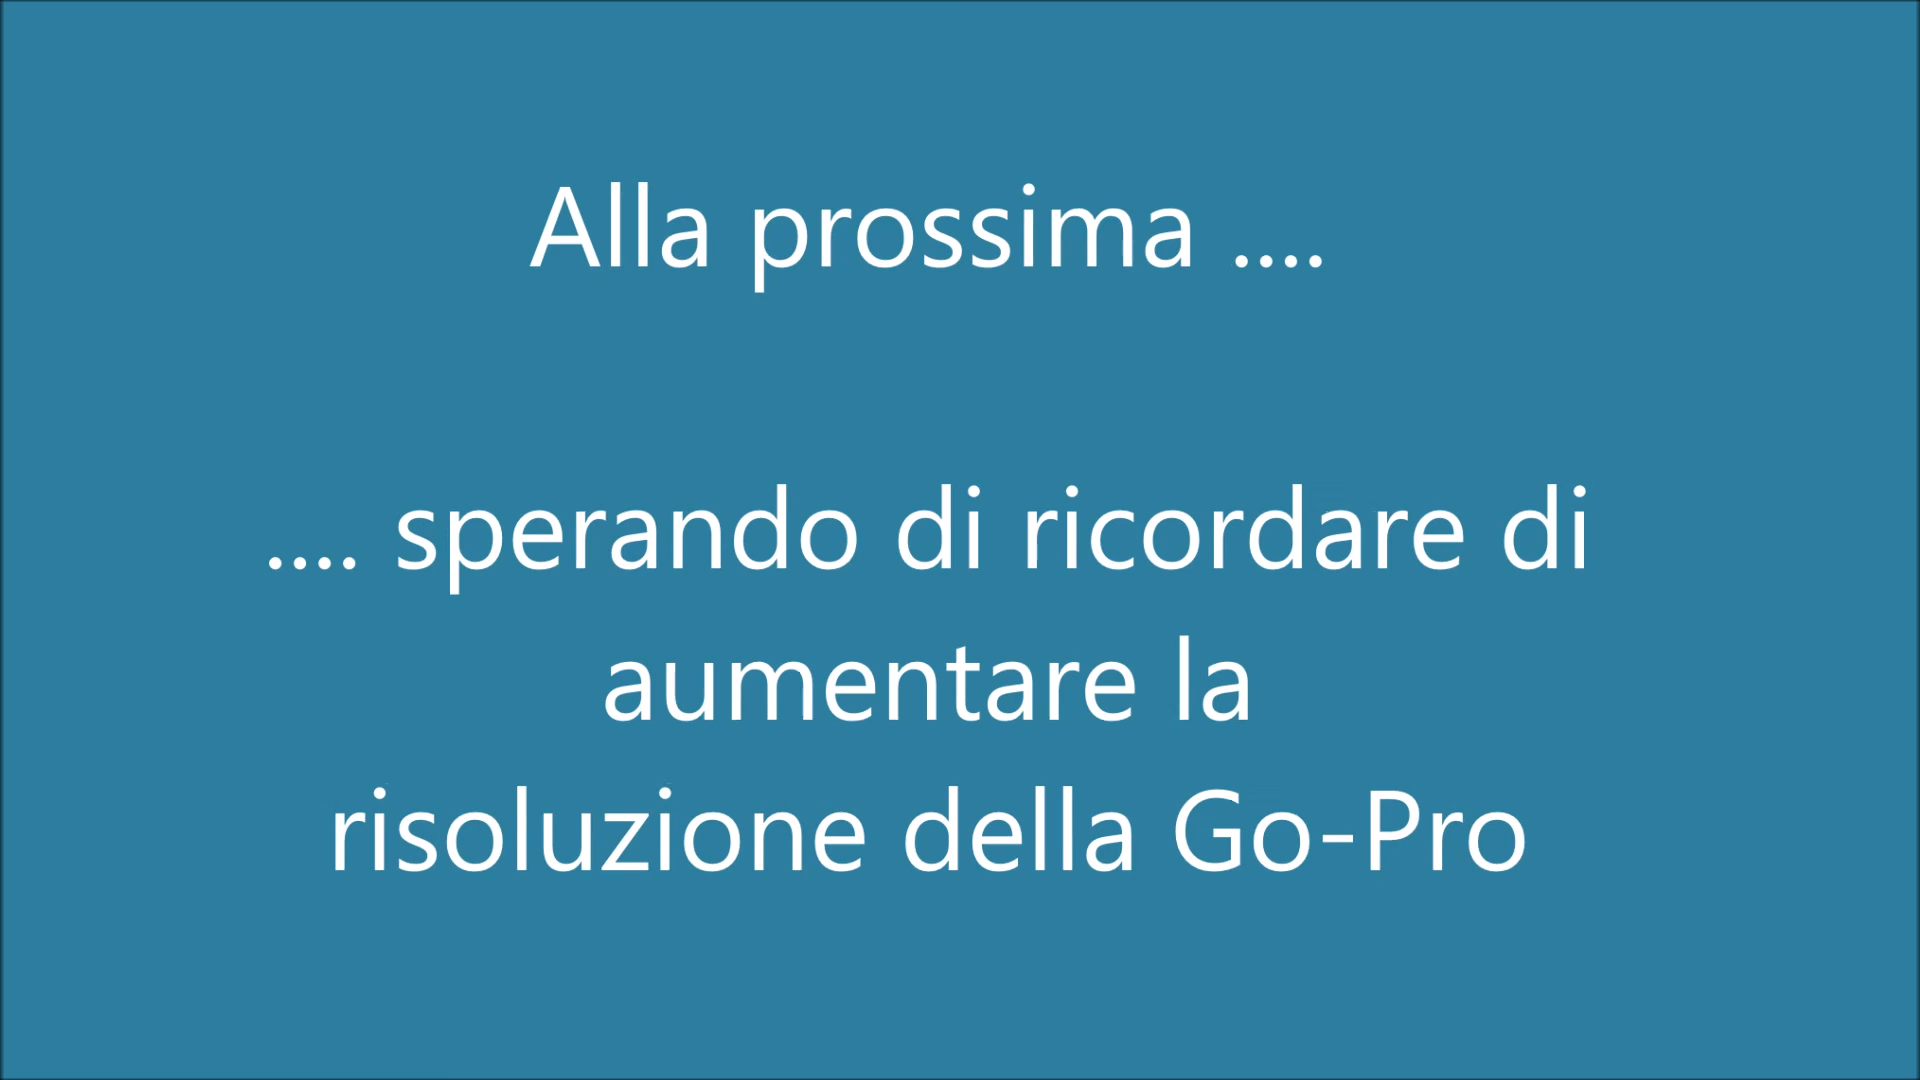 Alla prossima ....
.... sperando di ricordare di
aumentare la
risoluzione della Go-Pro